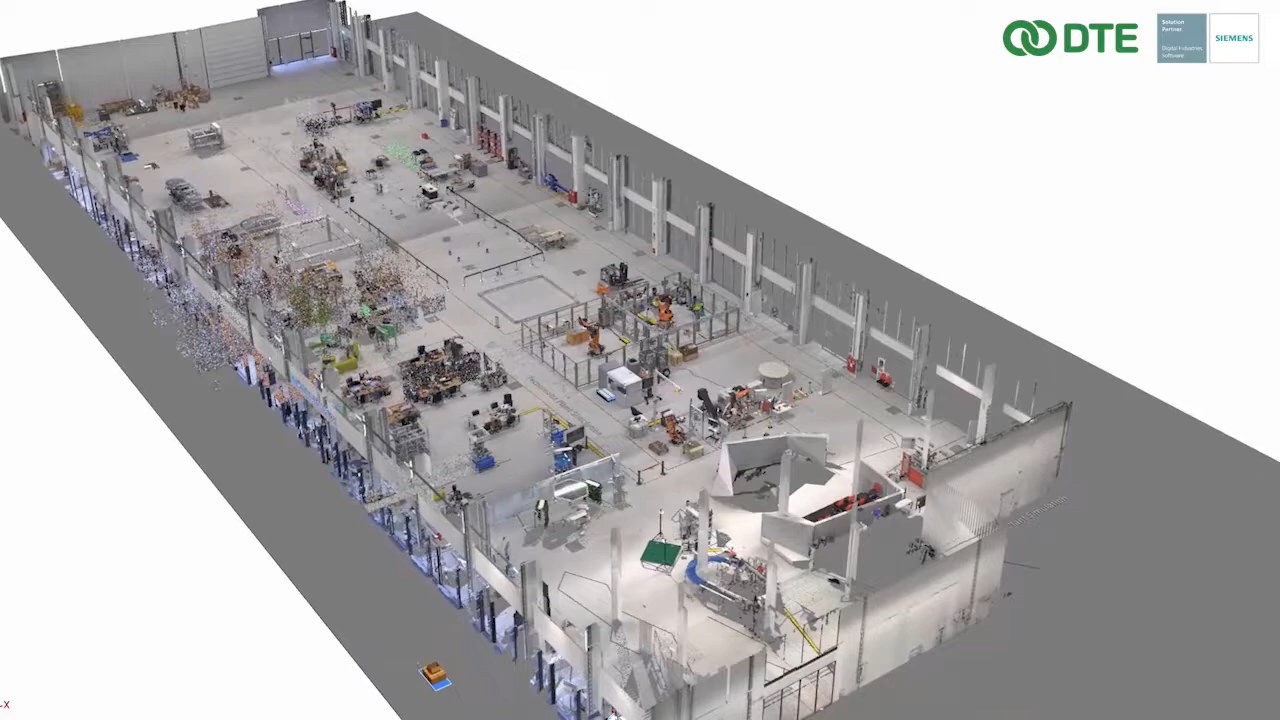 DTE
Solution
Partner
Digital Industries
Software
SIEMENS
-X